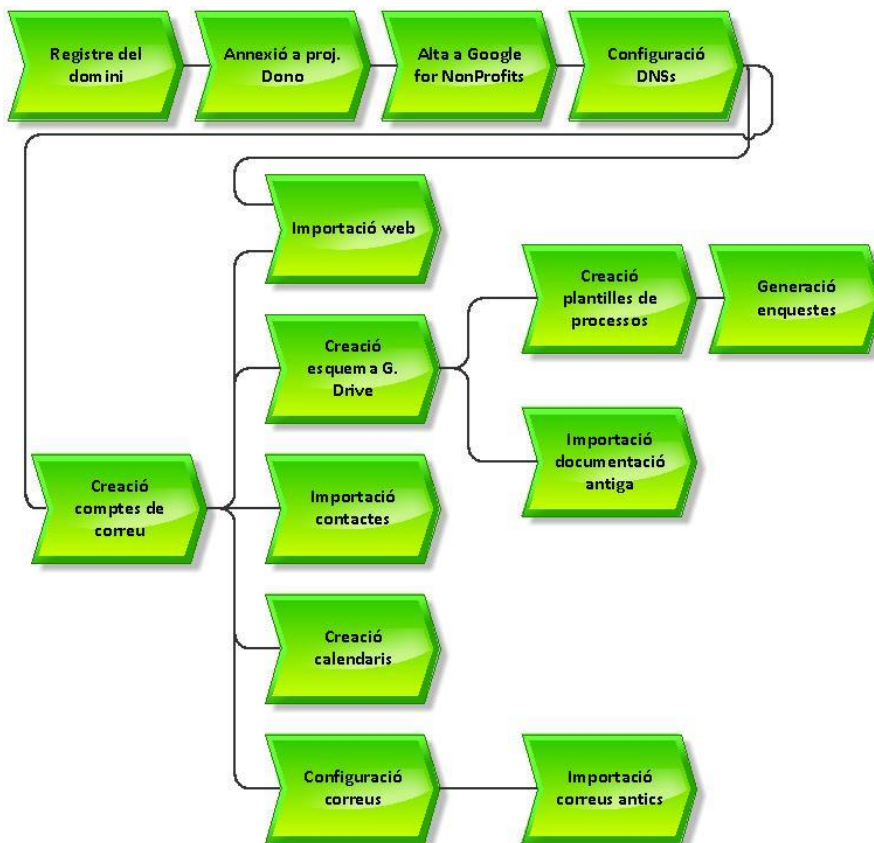 Registre del
domini
Annexió a proj.
Dono
Alta a Google
for NonProfits
Configuració
DNSs
Importació web
Creació
plantilles de
processos
Generació
enquestes
Creació
esquema G.
Drive
Importació
documentació
antiga
Creació
comptes de
correu
Importació
contactes
Creació
calendaris
Configuració
correus
Importació
correus antics